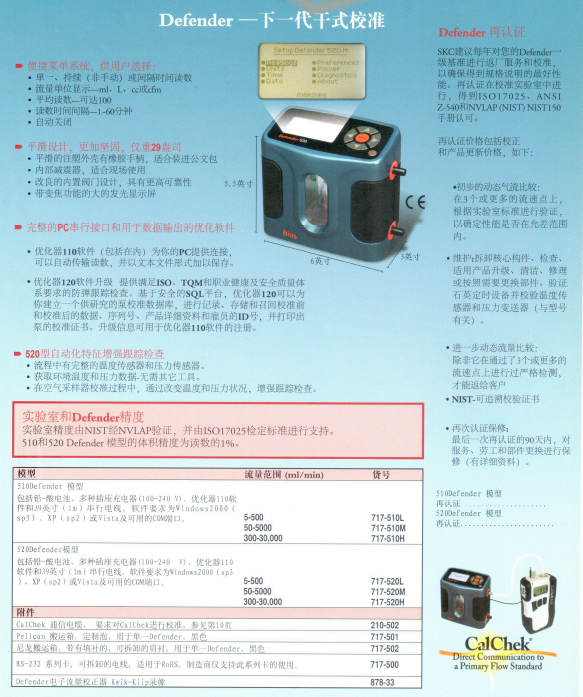 Defender —下一代干式校准
便捷菜单系统，供用户选择：
• 单一、持续（非手动）或间隔时间读数
• 流量单位显示—ml、L、cc或cfm
• 平均读数—可达100
• 读数时间间隔—1-60分钟
• 自动关闭
平滑设计，更加坚固，仅重29盎司
• 平滑的注塑外壳有橡胶手柄，适合装进公文包
• 内部减震器，适合现场使用
• 改良的内置阀门设计，具有更高可靠性
• 带变焦功能的大的发光显示屏
Setup Defender 520 H
Units
Time
Date
Preferences
Power
Diagnostics
About
Defender 520
Bios
5.5英寸
6英寸
3英寸
CE
完整的PC串行接口和用于数据输出的优化软件
• 优化器110软件（包括在内）为你的PC提供连接，
可以自动传输读数，并以文本文件形式加以保存。
• 优化器120软件升级 提供满足ISO、TQM和职业健康及安全质量体
系要求的防弹跟踪检查。基于安全的SQL平台，优化器120可以为
你建立一个供研究的泵校准数据库，进行记录、存储和召回校准前
和校准后的数据、序列号、产品详细资料和雇员的ID号，并打印出
泵的校准证书。升级信息可用于优化器110软件的注册。
520型自动化特征增强跟踪检查
• 流程中有完整的温度传感器和压力传感器。
• 获取环境温度和压力数据-无需其它工具。
• 在空气采样器校准过程中，通过改变温度和压力状况，增强跟踪检查。
实验室和Defender精度
实验室精度由NIST经NVLAP验证，并由ISO17025检定标准进行支持。
510和520 Defender 模型的体积精度为读数的1%。
模型 流量范围 (ml/min) 货号
510Defender 模型
包括铅-酸电池、多种插座充电器(100-240 V)，优化器110软
件和39英寸（1m）串行电线。软件要求为Windows2000（
sp3）、XP（sp2）或Vista及可用的COM端口。
5-500 717-510L
50-5000 717-510M
300-30,000 717-510H
520Defender模型
包括铅-酸电池、多种插座充电器(100-240 V)、优化器110
软件和39英寸（1m）串行电线。软件要求为Windows2000（sp3
）、XP（sp2）或Vista及可用的COM端口。
5-500 717-520L
50-5000 717-520M
300-30,000 717-520H
附件
CalChek 通信电缆，要求对CalChek进行校准。参见第10页 210-502
Pelican 搬运箱，定制泡，用于单一Defender。黑色 717-501
尼龙搬运箱，带有填补的、可拆卸的肩衬，用于单一Defender。黑色 717-502
RS-232 系列卡，可拆卸的电线，适用于RoHS。制造商仅支持此系列卡的使用。 717-500
Defender电子流量校正器 Kwik-Klip录像 878-33
Defender 再认证
SKC建议每年对您的Defender一
级基准进行返厂服务和校准，
以确保得到规格说明的最好性
能。再认证在校准实验室中进
行，得到ISO17025、ANSI
Z-540和NVLAP (NIST) NIST150
手册认可。
再认证价格包括校正
和产品更新价格，如下：
•初步的动态气流比较：
在3个或更多的流速点上，
根据实验室标准进行验证，
以确定性能是否在允差范围
内。
• 维护：拆卸核心构件、检查、
适用产品升级、清洁、修理
或按照需要更换部件、验证
石英定时设备并校验温度传
感器和压力变送器（与型号
有关）。
• 进一步动态流量比较：
除非它在通过了3个或更多的
流速点上进行过严格检测，
才能返给客户
• NIST-可追溯校验证书
• 再次认证保修：
最后一次再认证的90天内，对
服务、劳工和部件更换进行保
修（有详细资料）。
510Defender 模型
再认证 ....................
520Defender 模型
再认证......................
CalChek
Direct Communication to
a Primary Flow Standard